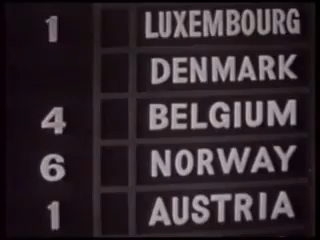 1 LUXEMBOURG
DENMARK
4 BELGIUM
6 NORWAY
1 AUSTRIA